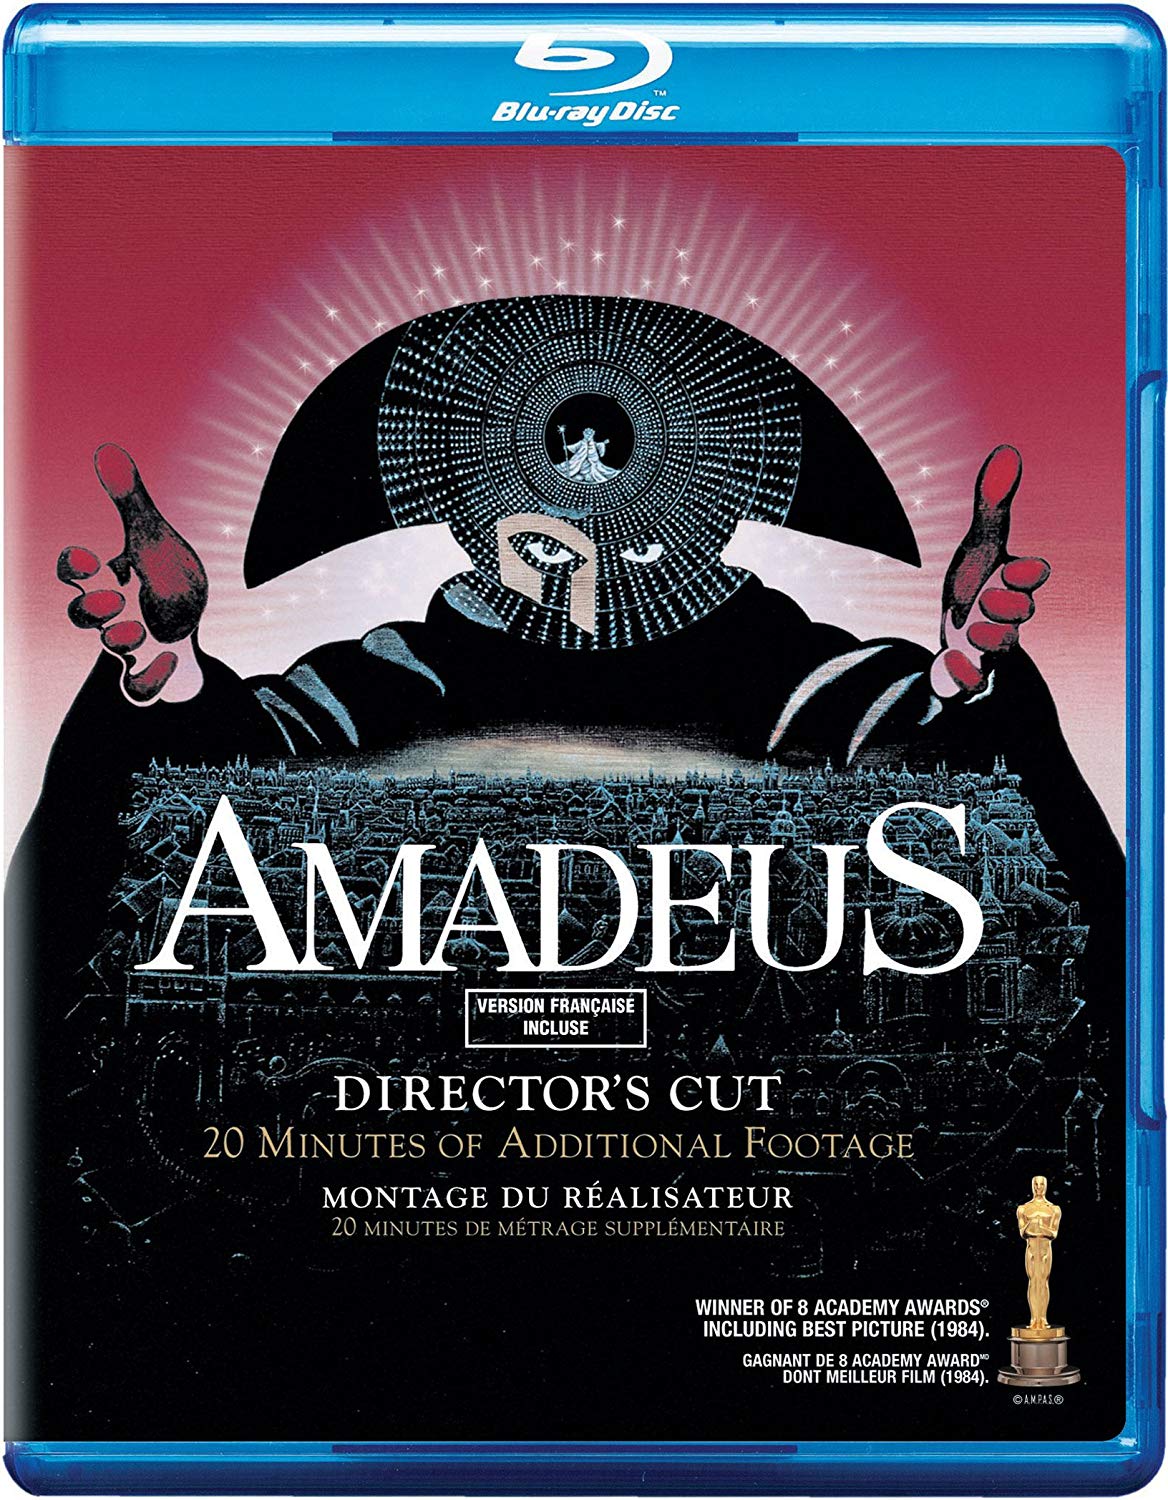 Blu-ray Disc™
AMADEUS
VERSION FRANÇAISE
INCLUSE
DIRECTOR'S CUT
20 MINUTES OF ADDITIONAL FOOTAGE
MONTAGE DU RÉALISATEUR
20 MINUTES DE MÉTRAGE SUPPLÉMENTAIRE
WINNER OF 8 ACADEMY AWARDS®
INCLUDING BEST PICTURE (1984).
GAGNANT DE 8 ACADEMY AWARDᴹᴰ
DONT MEILLEUR FILM (1984).
© A.M.P.A.S.®